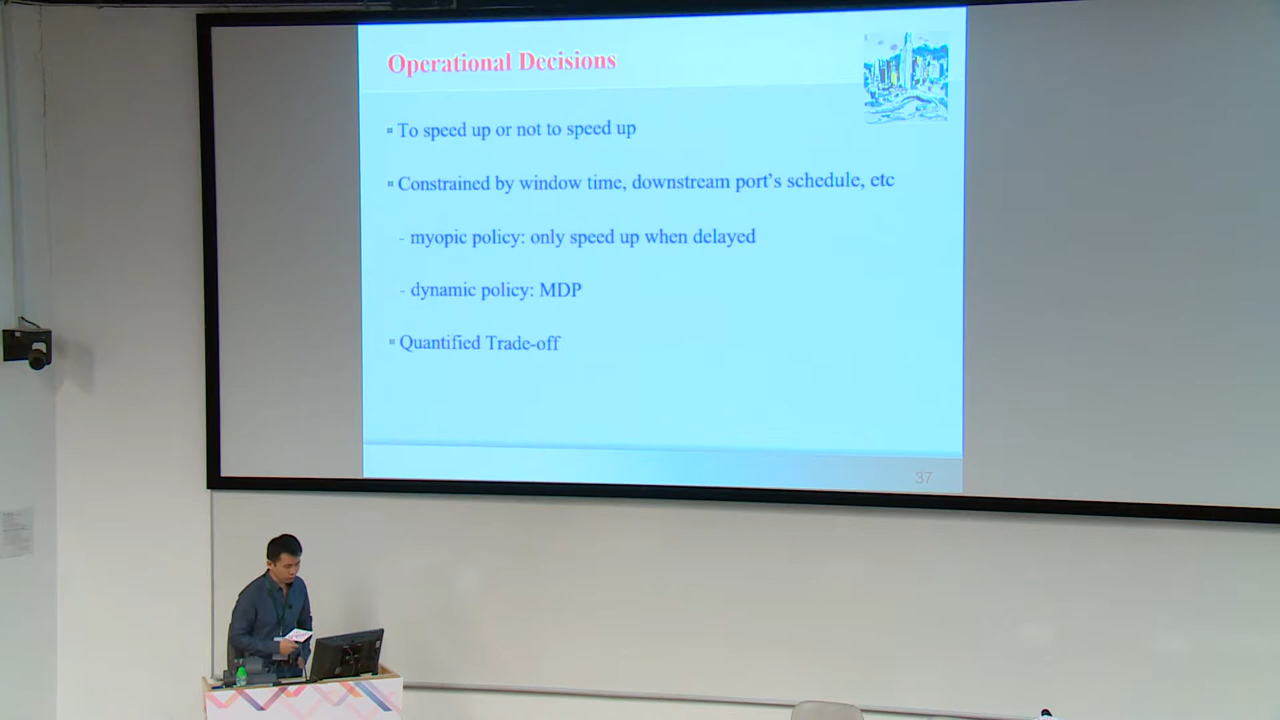 Operational Decisions
▪ To speed up or not to speed up
▪ Constrained by window time, downstream port's schedule, etc
- myopic policy: only speed up when delayed
- dynamic policy: MDP
▪ Quantified Trade-off
37